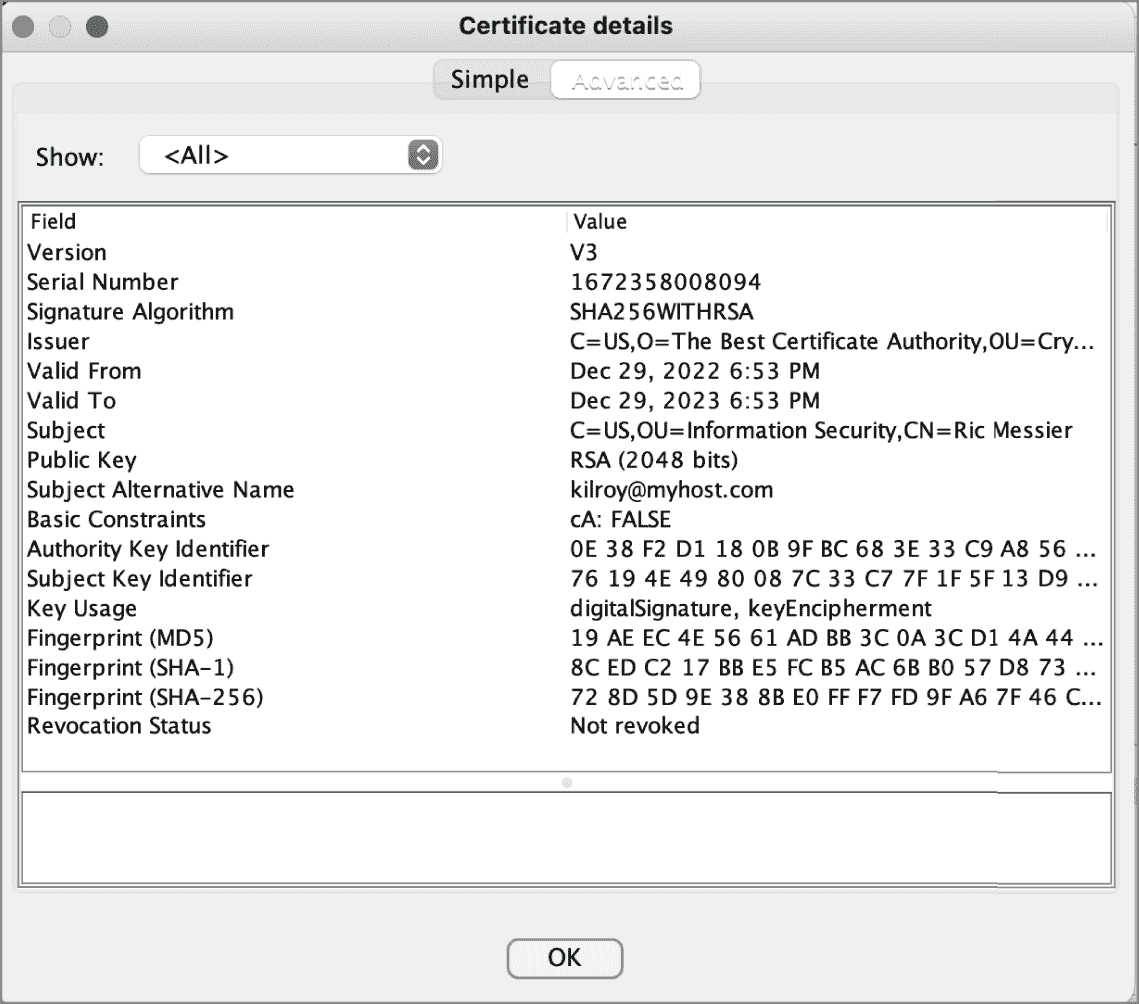 Certificate details
Simple Advanced
Show: <All>
Field Value
Version V3
Serial Number 1672358008094
Signature Algorithm SHA256WITHRSA
Issuer C=US,O=The Best Certificate Authority,OU=Cry...
Valid From Dec 29, 2022 6:53 PM
Valid To Dec 29, 2023 6:53 PM
Subject C=US,OU=Information Security,CN=Ric Messier
Public Key RSA (2048 bits)
Subject Alternative Name kilroy@myhost.com
Basic Constraints cA: FALSE
Authority Key Identifier 0E 38 F2 D1 18 0B 9F BC 68 3E 33 C9 A8 56 ...
Subject Key Identifier 76 19 4E 49 80 08 7C 33 C7 7F 1F 5F 13 D9 ...
Key Usage digitalSignature, keyEncipherment
Fingerprint (MD5) 19 AE EC 4E 56 61 AD BB 3C 0A 3C D1 4A 44 ...
Fingerprint (SHA-1) 8C ED C2 17 BB E5 FC B5 AC 6B B0 57 D8 73 ...
Fingerprint (SHA-256) 72 8D 5D 9E 38 8B E0 FF F7 FD 9F A6 7F 46 C...
Revocation Status Not revoked
OK